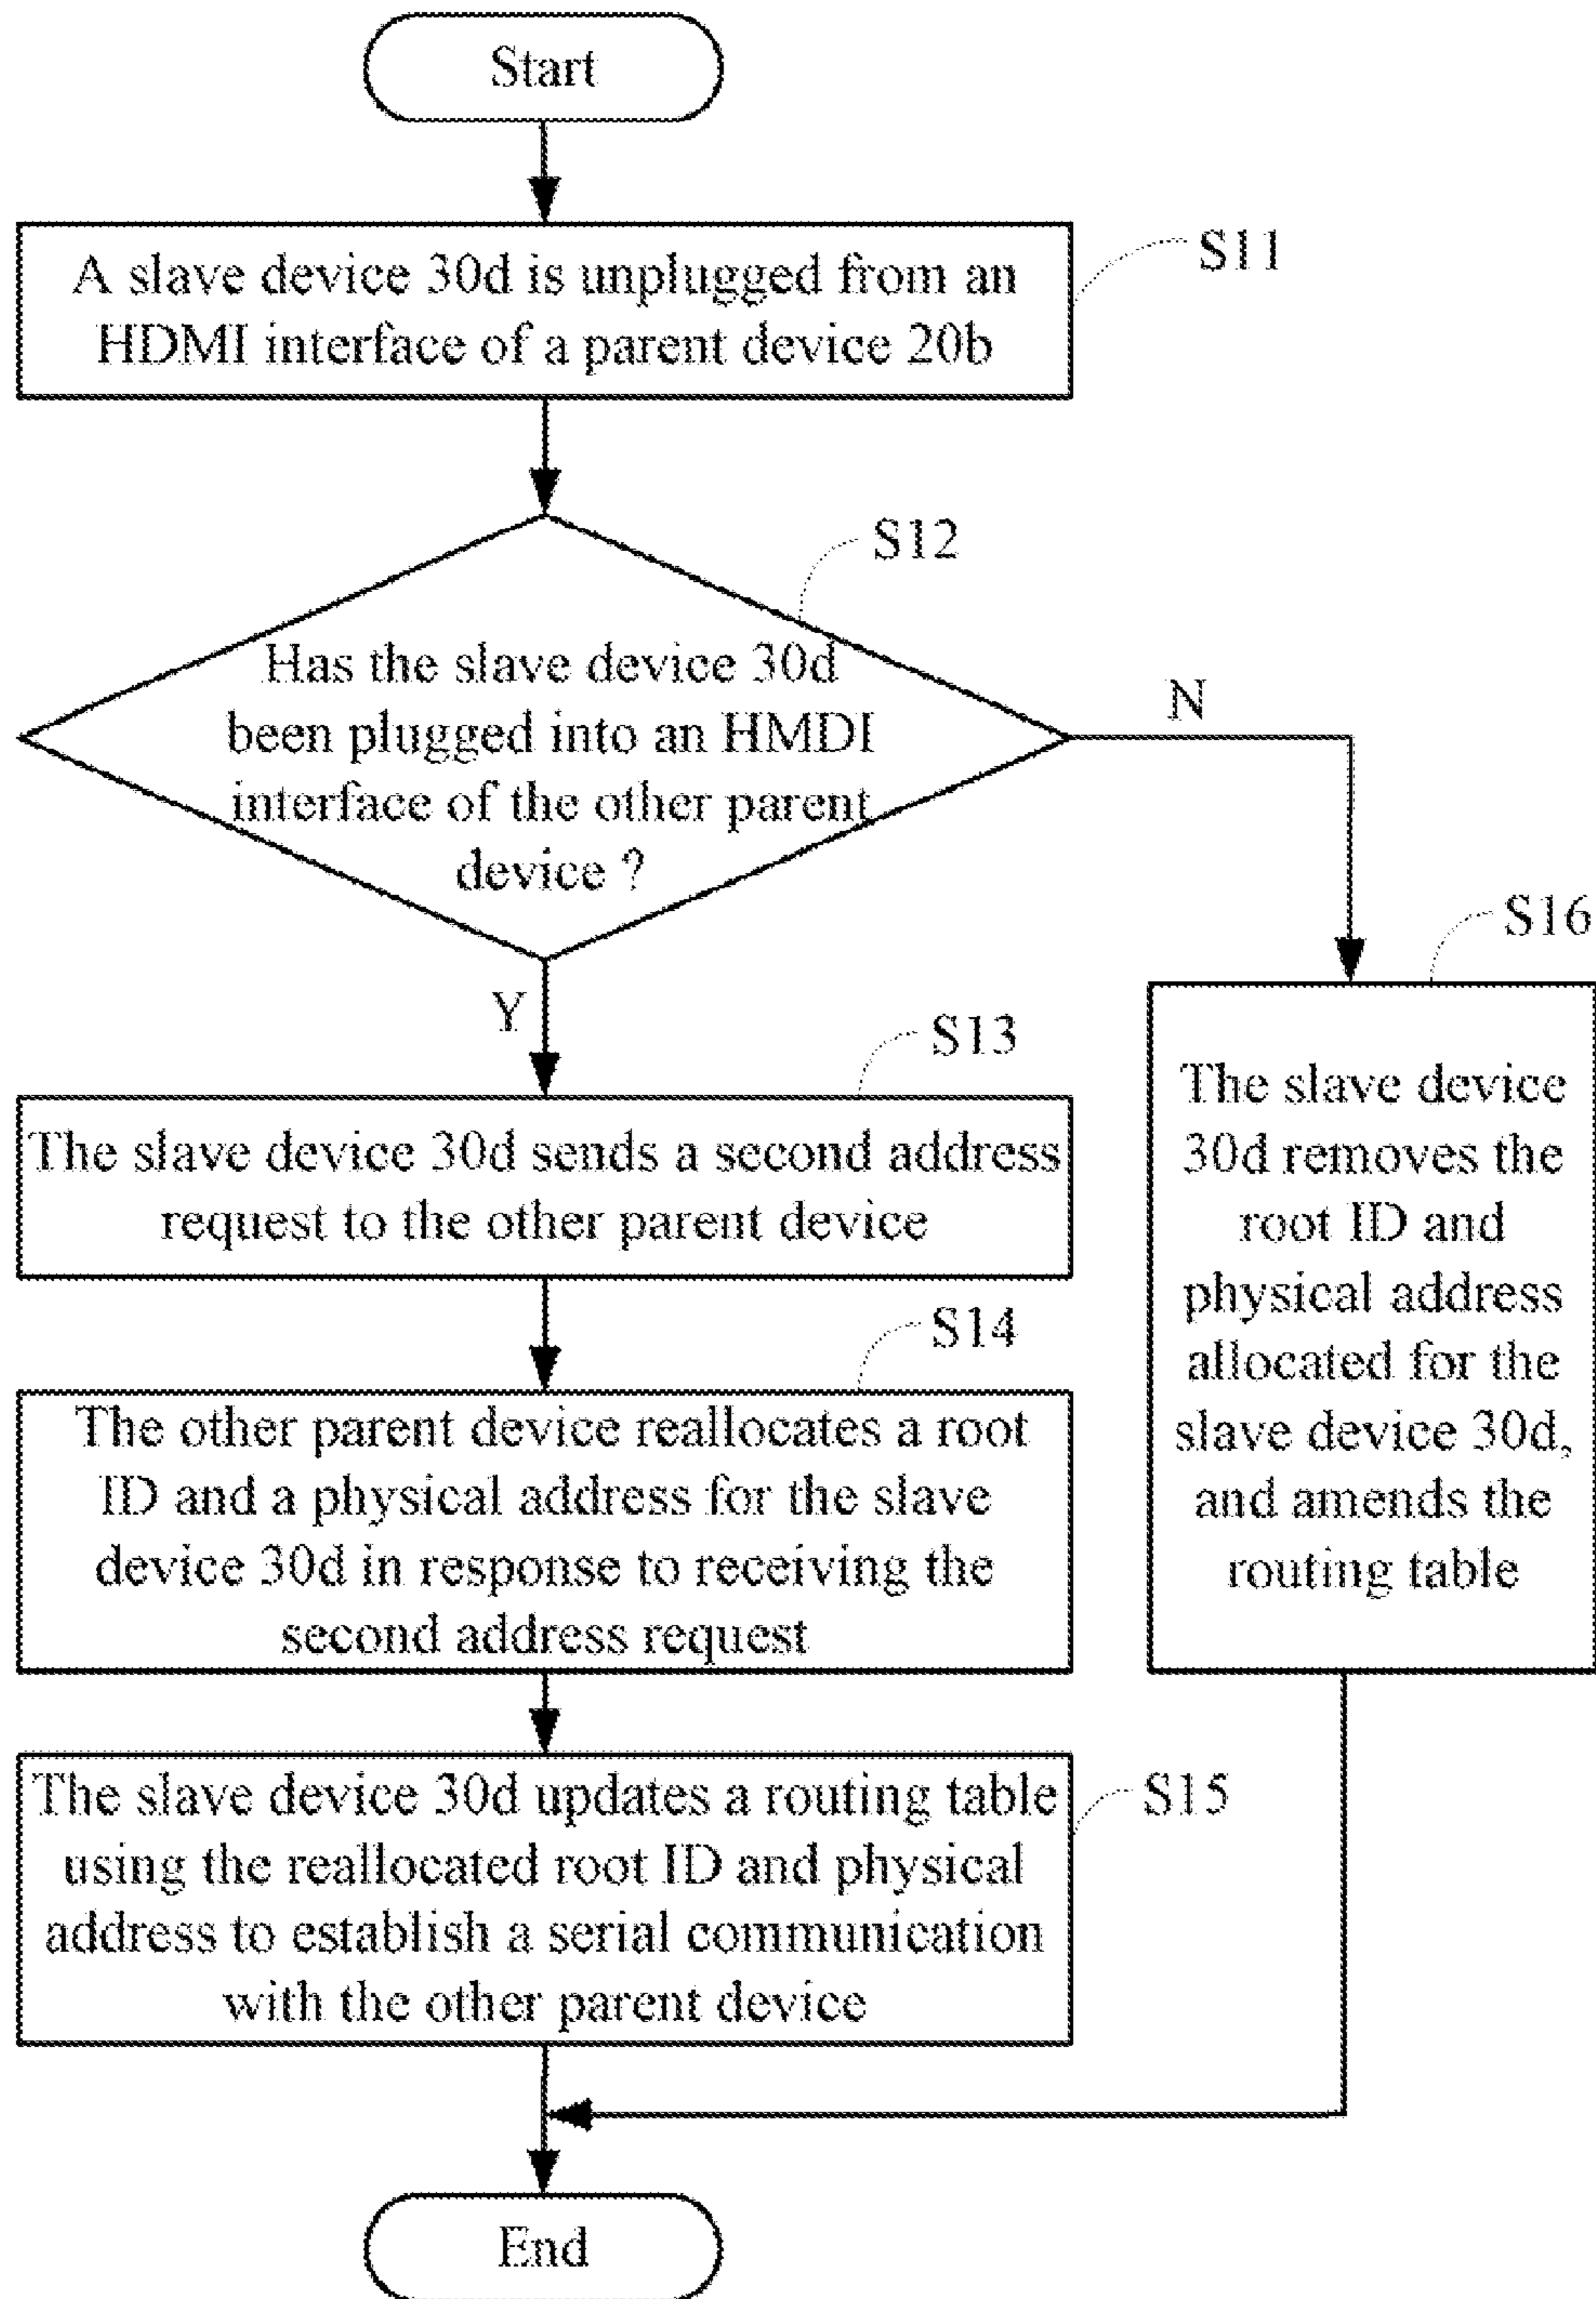 Start
A slave device 30d is unplugged from an
HDMI interface of a parent device 20b
S11
S12
Has the slave device 30d
been plugged into an HMDI
interface of the other parent
device ?
N
Y
S13
The slave device 30d sends a second address
request to the other parent device
S14
The other parent device reallocates a root
ID and a physical address for the slave
device 30d in response to receiving the
second address request
S15
The slave device 30d updates a routing table
using the reallocated root ID and physical
address to establish a serial communication
with the other parent device
S16
The slave device
30d removes the
root ID and
physical address
allocated for the
slave device 30d,
and amends the
routing table
End